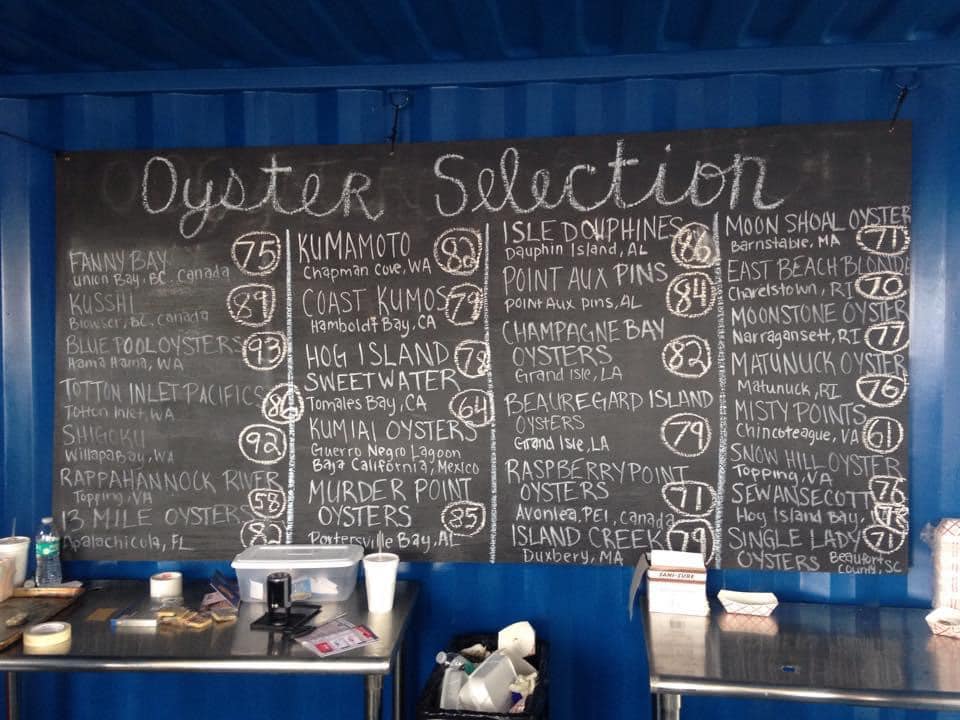 Oyster Selection
FANNY BAY 75
Union Bay, BC, Canada
KUSSHI 89
Blowser, BC, Canada
BLUE POOL OYSTERS 93
Hama Hama, WA
TOTTON INLET PACIFICS 86
Totton Inlet WA
SHIGOKU 92
Willapa Bay, WA
RAPPAHANNOCK RIVER
Topping, VA 58
13 MILE OYSTERS
Apalachicola, FL 82
KUMAMOTO 82
Chapman Cove, WA
COAST KUMOS 79
Hamboldt Bay, CA
HOG ISLAND 78
SWEETWATER
Tomales Bay, CA 64
KUMIAI OYSTERS
Guerro Negro Lagoon
Baja California, Mexico
MURDER POINT
OYSTERS 85
Portersville Bay, AL
ISLE DOUPHINES 86
Dauphin Island, AL
POINT AUX PINS 84
Point Aux Pins, AL
CHAMPAGNE BAY
OYSTERS 82
Grand Isle, LA
BEAUREGARD ISLAND
OYSTERS 79
Grand Isle, LA
RASPBERRY POINT
OYSTERS 71
Avonlea, PEI, Canada
ISLAND CREEK 79
Duxbery, MA
MOON SHOAL OYSTER
Barnstable, MA 71
EAST BEACH BLONDE
Charelstown, RI 70
MOONSTONE OYSTER
Narragansett, RI 77
MATUNUCK OYSTER
Matunuck, RI 76
MISTY POINTS
Chincoteague, VA 61
SNOW HILL OYSTER
Topping, VA 76
SEWANSECOTT
Hog Island Bay,
SINGLE LADY 71
OYSTERS Beaufort
County, SC
SANI-SURE